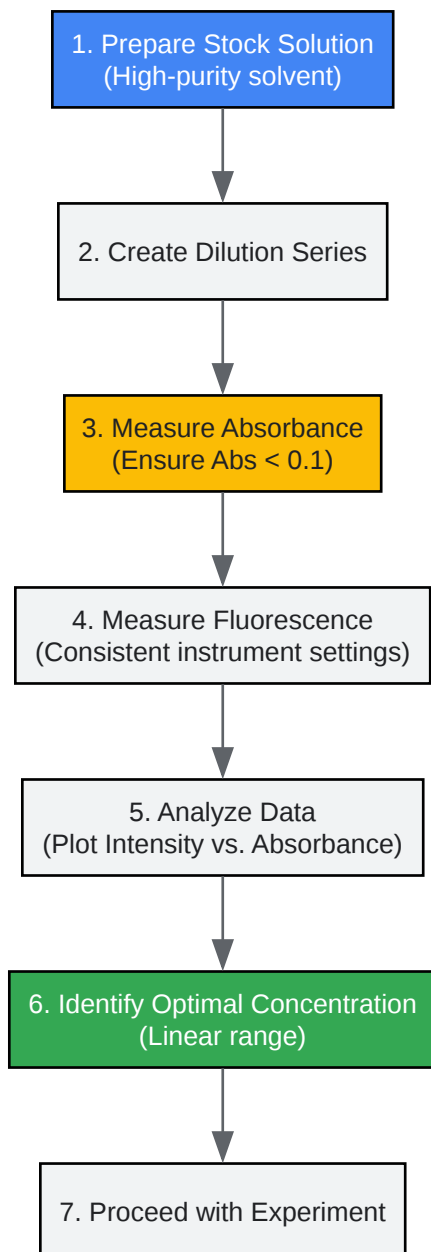 1. Prepare Stock Solution
(High-purity solvent)
2. Create Dilution Series
3. Measure Absorbance
(Ensure Abs < 0.1)
4. Measure Fluorescence
(Consistent instrument settings)
5. Analyze Data
(Plot Intensity vs. Absorbance)
6. Identify Optimal Concentration
(Linear range)
7. Proceed with Experiment